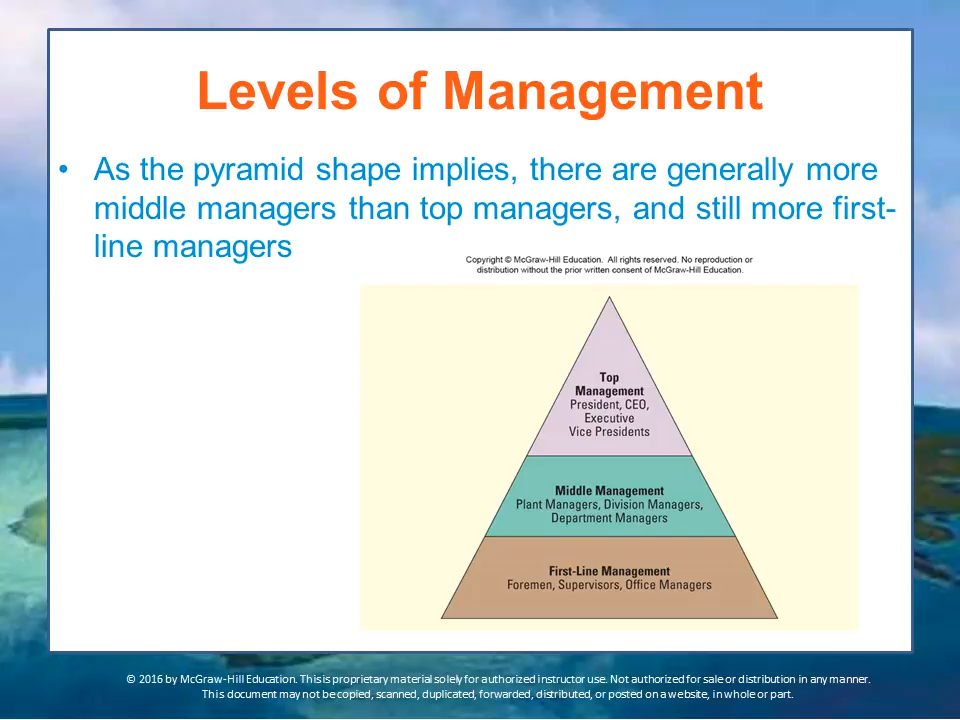 Levels of Management
• As the pyramid shape implies, there are generally more
middle managers than top managers, and still more first-
line managers
Copyright © McGraw-Hill Education. All rights reserved. No reproduction or
distribution without the prior written consent of McGraw-Hill Education.
Top
Management
President, CEO,
Executive
Vice Presidents
Middle Management
Plant Managers, Division Managers,
Department Managers
First-Line Management
Foremen, Supervisors, Office Managers
© 2016 by McGraw-Hill Education. This is proprietary material solely for authorized instructor use. Not authorized for sale or distribution in any manner.
This document may not be copied, scanned, duplicated, forwarded, distributed, or posted on a website, in whole or part.